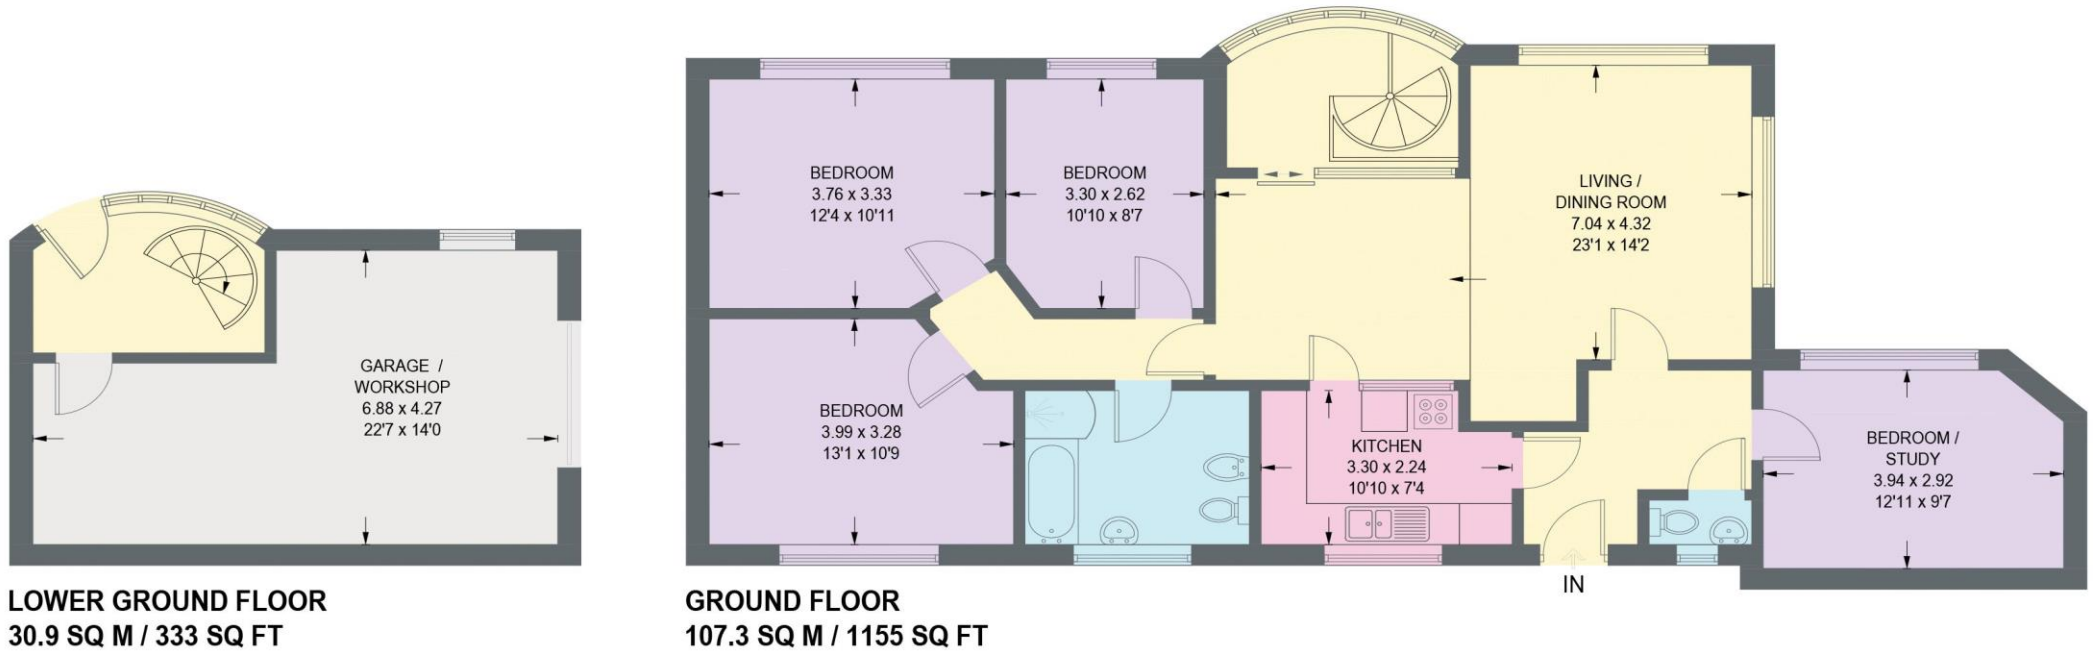 BEDROOM
3.76 x 3.33
12'4 x 10'11
BEDROOM
3.30 x 2.62
10'10 x 8'7
LIVING /
DINING ROOM
7.04 x 4.32
23'1 x 14'2
GARAGE /
WORKSHOP
6.88 x 4.27
22'7 x 14'0
BEDROOM
3.99 x 3.28
13'1 x 10'9
KITCHEN
3.30 x 2.24
10'10 x 7'4
BEDROOM /
STUDY
3.94 x 2.92
12'11 x 9'7
IN
LOWER GROUND FLOOR
30.9 SQ M / 333 SQ FT
GROUND FLOOR
107.3 SQ M / 1155 SQ FT